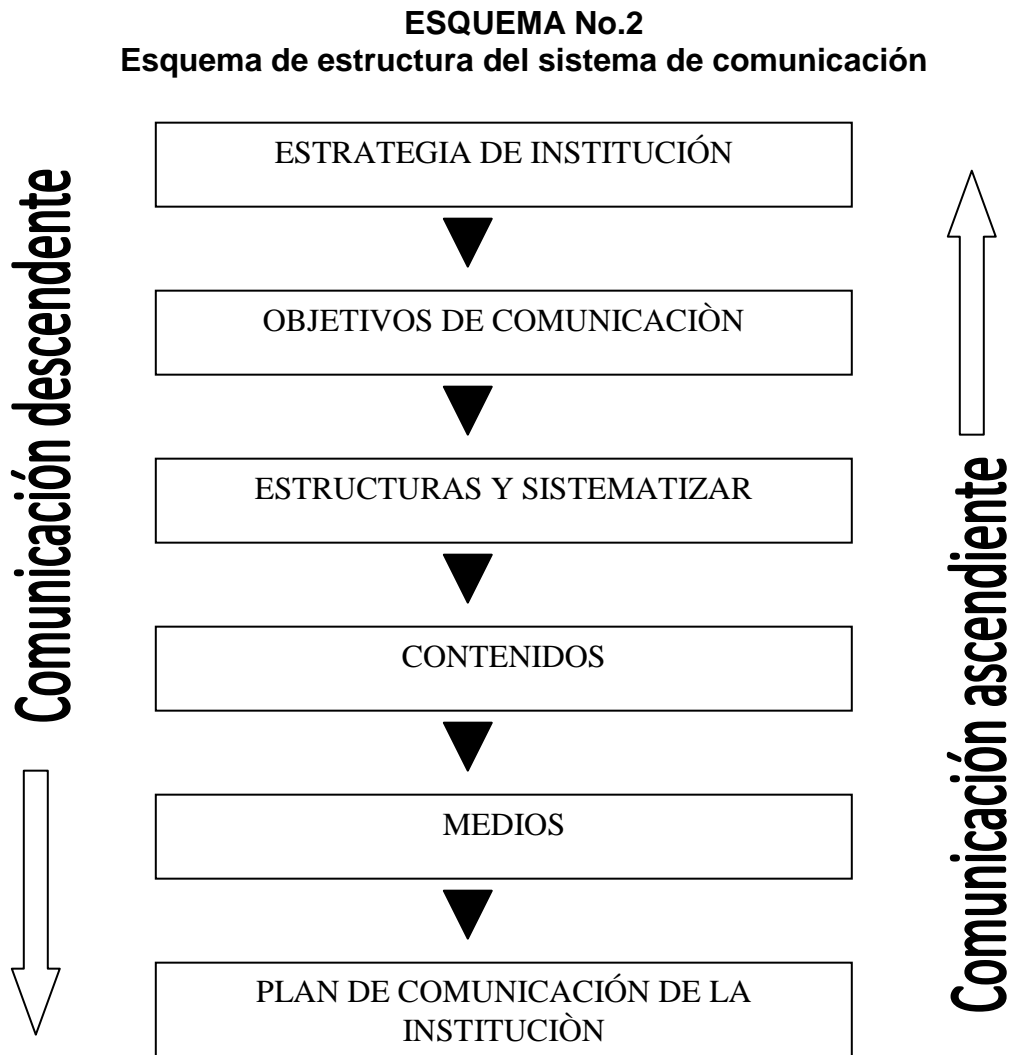 ESQUEMA No.2
Esquema de estructura del sistema de comunicación
Comunicación descendente
ESTRATEGIA DE INSTITUCIÓN
OBJETIVOS DE COMUNICACIÒN
ESTRUCTURAS Y SISTEMATIZAR
CONTENIDOS
MEDIOS
PLAN DE COMUNICACIÓN DE LA
INSTITUCIÒN
Comunicación ascendiente